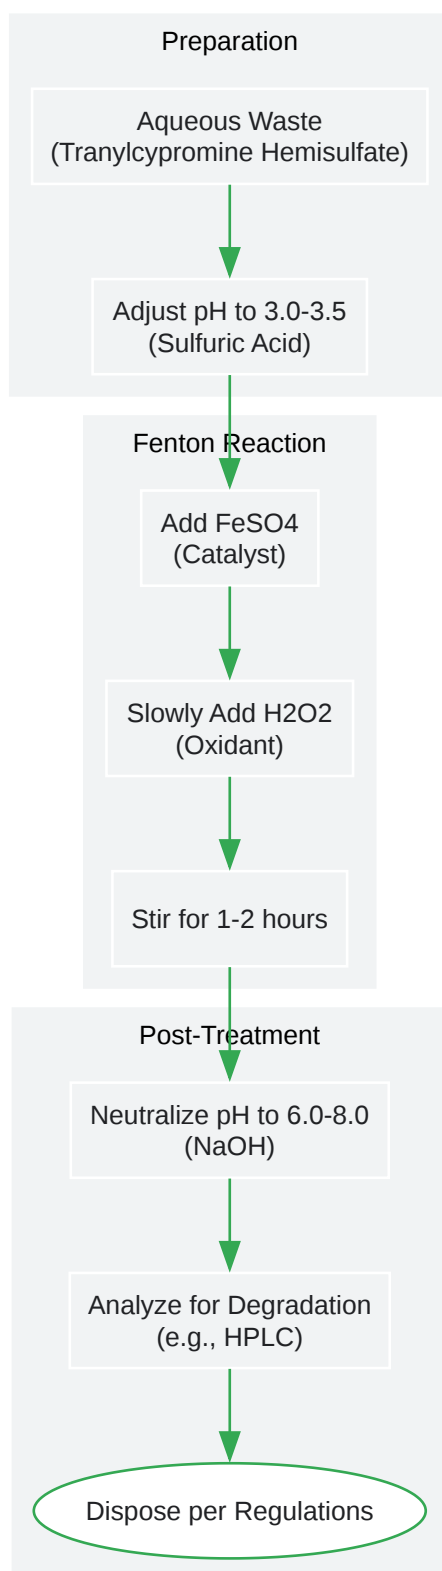 Preparation
Aqueous Waste
(Tranylcypromine Hemisulfate)
Adjust pH to 3.0-3.5
(Sulfuric Acid)
Fenton Reaction
Add FeSO4
(Catalyst)
Slowly Add H2O2
(Oxidant)
Stir for 1-2 hours
Post-Treatment
Neutralize pH to 6.0-8.0
(NaOH)
Analyze for Degradation
(e.g., HPLC)
Dispose per Regulations